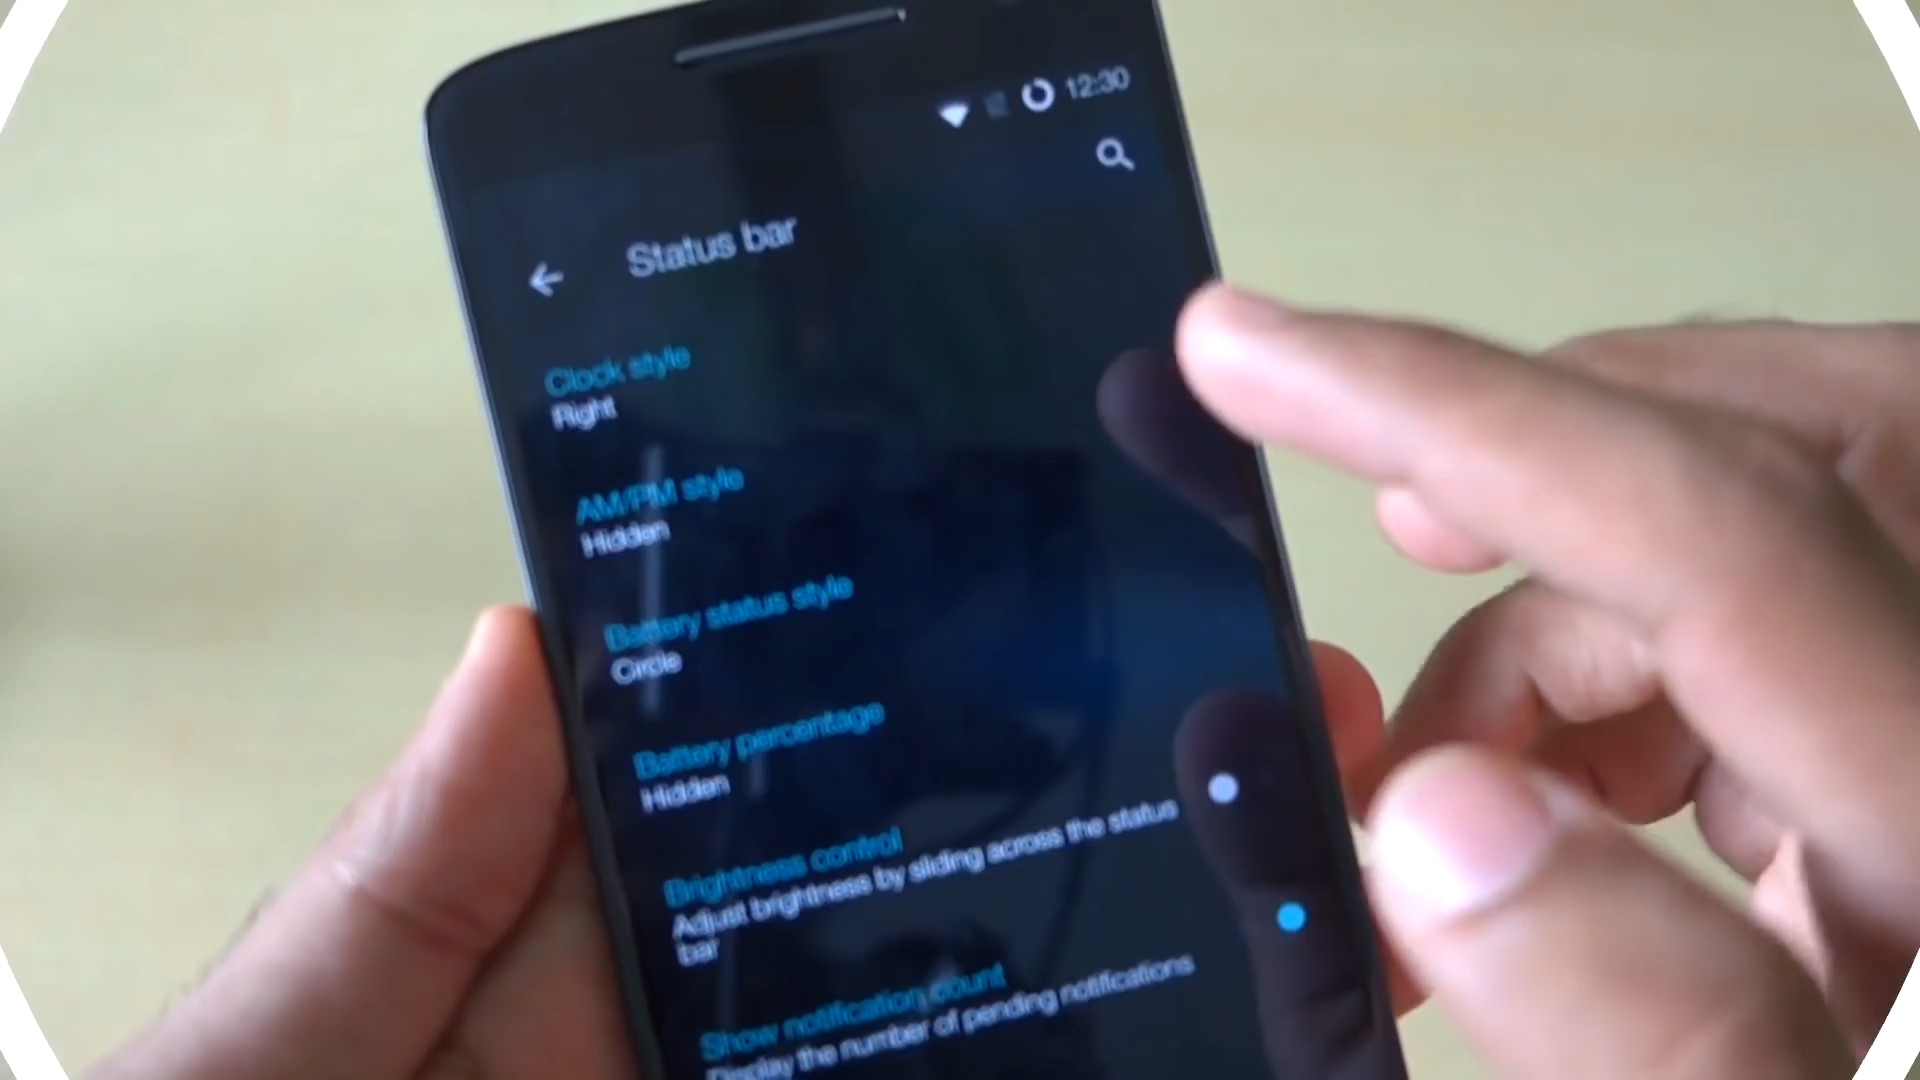 12:30
Status bar
Clock style
Right
AM/PM style
Hidden
Battery status style
Circle
Battery percentage
Hidden
Brightness control
Adjust brightness by sliding across the status
bar
Show notification count
Display the number of pending notifications